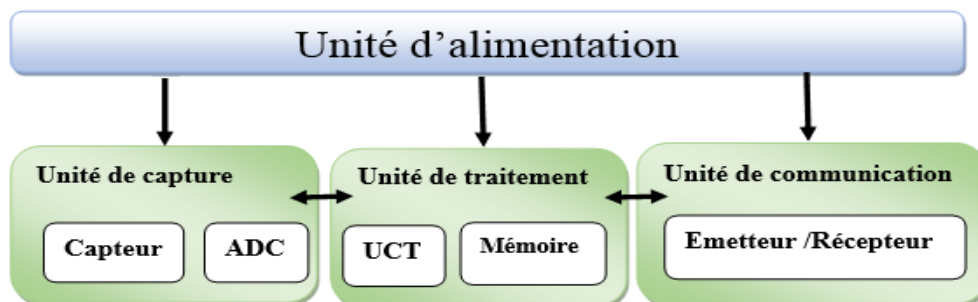 Unité d’alimentation
Unité de capture
Unité de traitement
Unité de communication
Capteur
ADC
UCT
Mémoire
Emetteur /Récepteur